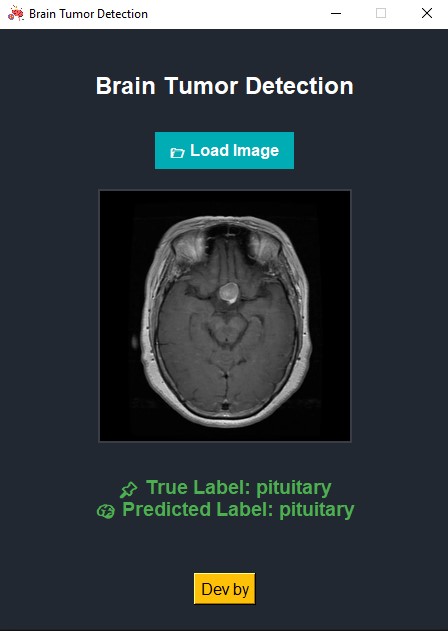 Brain Tumor Detection
Brain Tumor Detection
Load Image
True Label: pituitary
Predicted Label: pituitary
Dev by